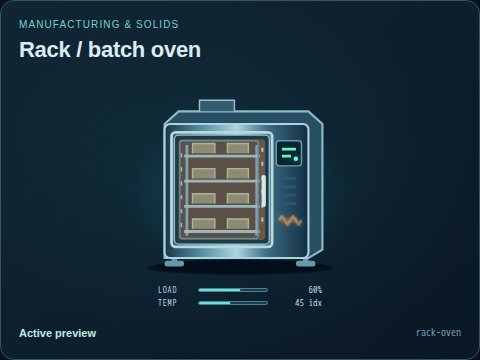 MANUFACTURING & SOLIDS
Rack / batch oven
LOAD 60%
TEMP 45 idx
Active preview rack-oven